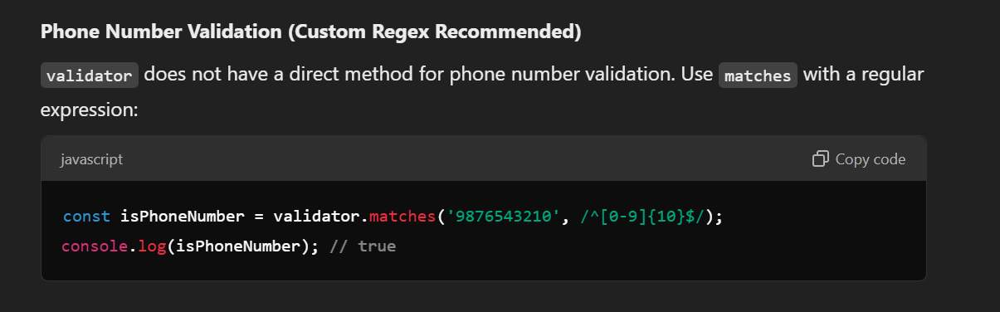 Phone Number Validation (Custom Regex Recommended)
validator does not have a direct method for phone number validation. Use matches with a regular
expression:
javascript Copy code
const isPhoneNumber = validator.matches('9876543210', /^[0-9]{10}$/);
console.log(isPhoneNumber); // true